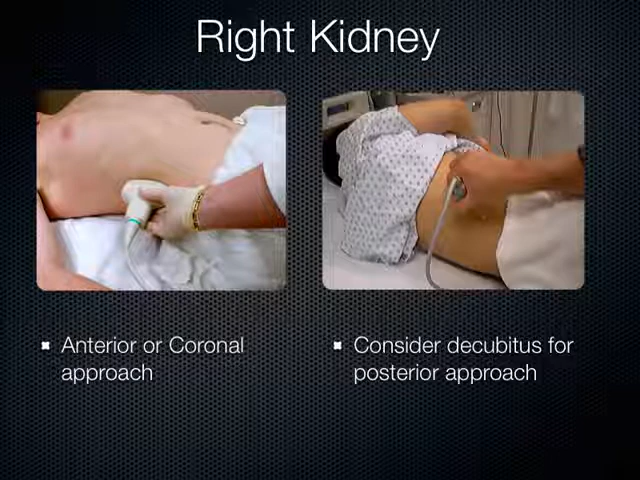 Right Kidney
Anterior or Coronal
approach
Consider decubitus for
posterior approach